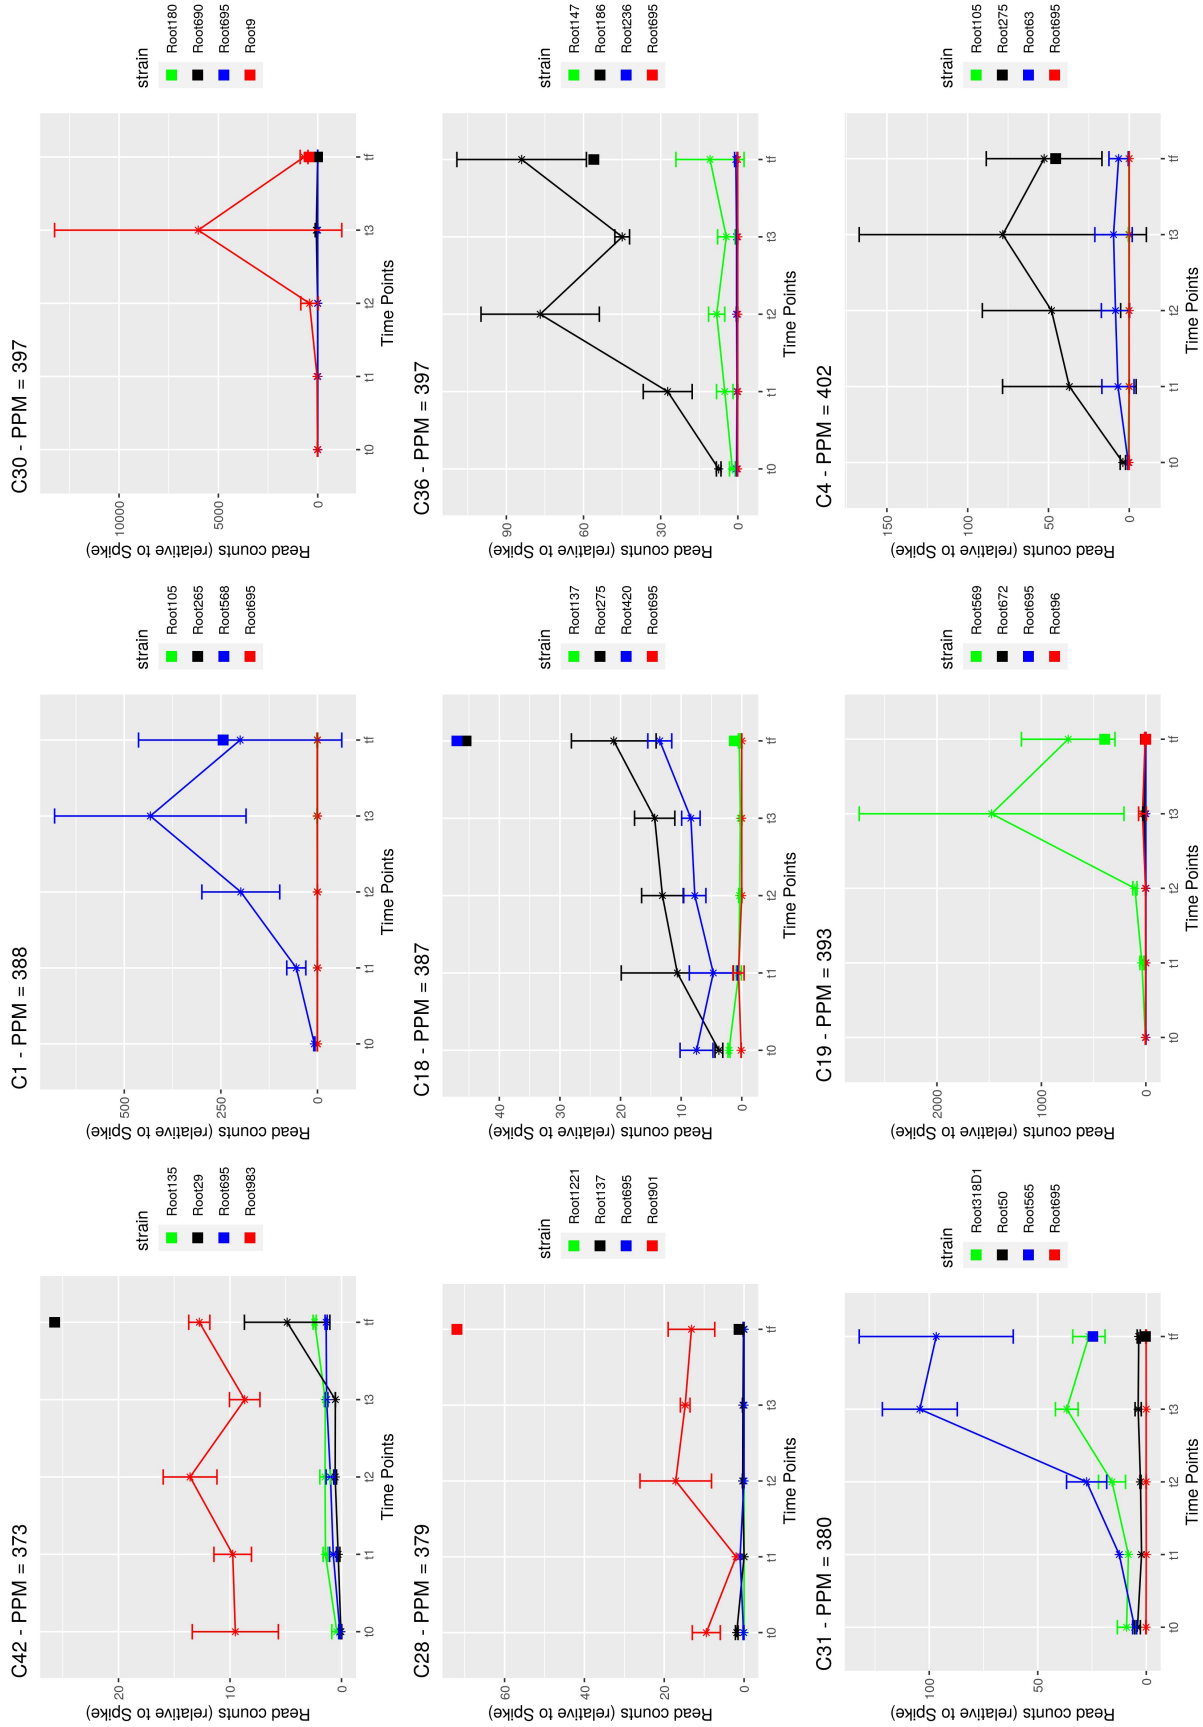 C42 - PPM = 373
Read counts (relative to Spike)
20
10
0
t0
t1
t2
t3
tf
Time Points
strain
Root135
Root29
Root695
Root983
C1 - PPM = 388
Read counts (relative to Spike)
500
250
0
t0
t1
t2
t3
tf
Time Points
strain
Root105
Root265
Root568
Root695
C30 - PPM = 397
Read counts (relative to Spike)
10000
5000
0
t0
t1
t2
t3
tf
Time Points
strain
Root180
Root690
Root695
Root9
C28 - PPM = 379
Read counts (relative to Spike)
60
40
20
0
t0
t1
t2
t3
tf
Time Points
strain
Root1221
Root137
Root695
Root901
C18 - PPM = 387
Read counts (relative to Spike)
40
30
20
10
0
t0
t1
t2
t3
tf
Time Points
strain
Root137
Root275
Root420
Root695
C36 - PPM = 397
Read counts (relative to Spike)
90
60
30
0
t0
t1
t2
t3
tf
Time Points
strain
Root147
Root186
Root236
Root695
C31 - PPM = 380
Read counts (relative to Spike)
100
50
0
t0
t1
t2
t3
tf
Time Points
strain
Root318D1
Root50
Root565
Root695
C19 - PPM = 393
Read counts (relative to Spike)
2000
1000
0
t0
t1
t2
t3
tf
Time Points
strain
Root569
Root672
Root695
Root96
C4 - PPM = 402
Read counts (relative to Spike)
150
100
50
0
t0
t1
t2
t3
tf
Time Points
strain
Root105
Root275
Root63
Root695